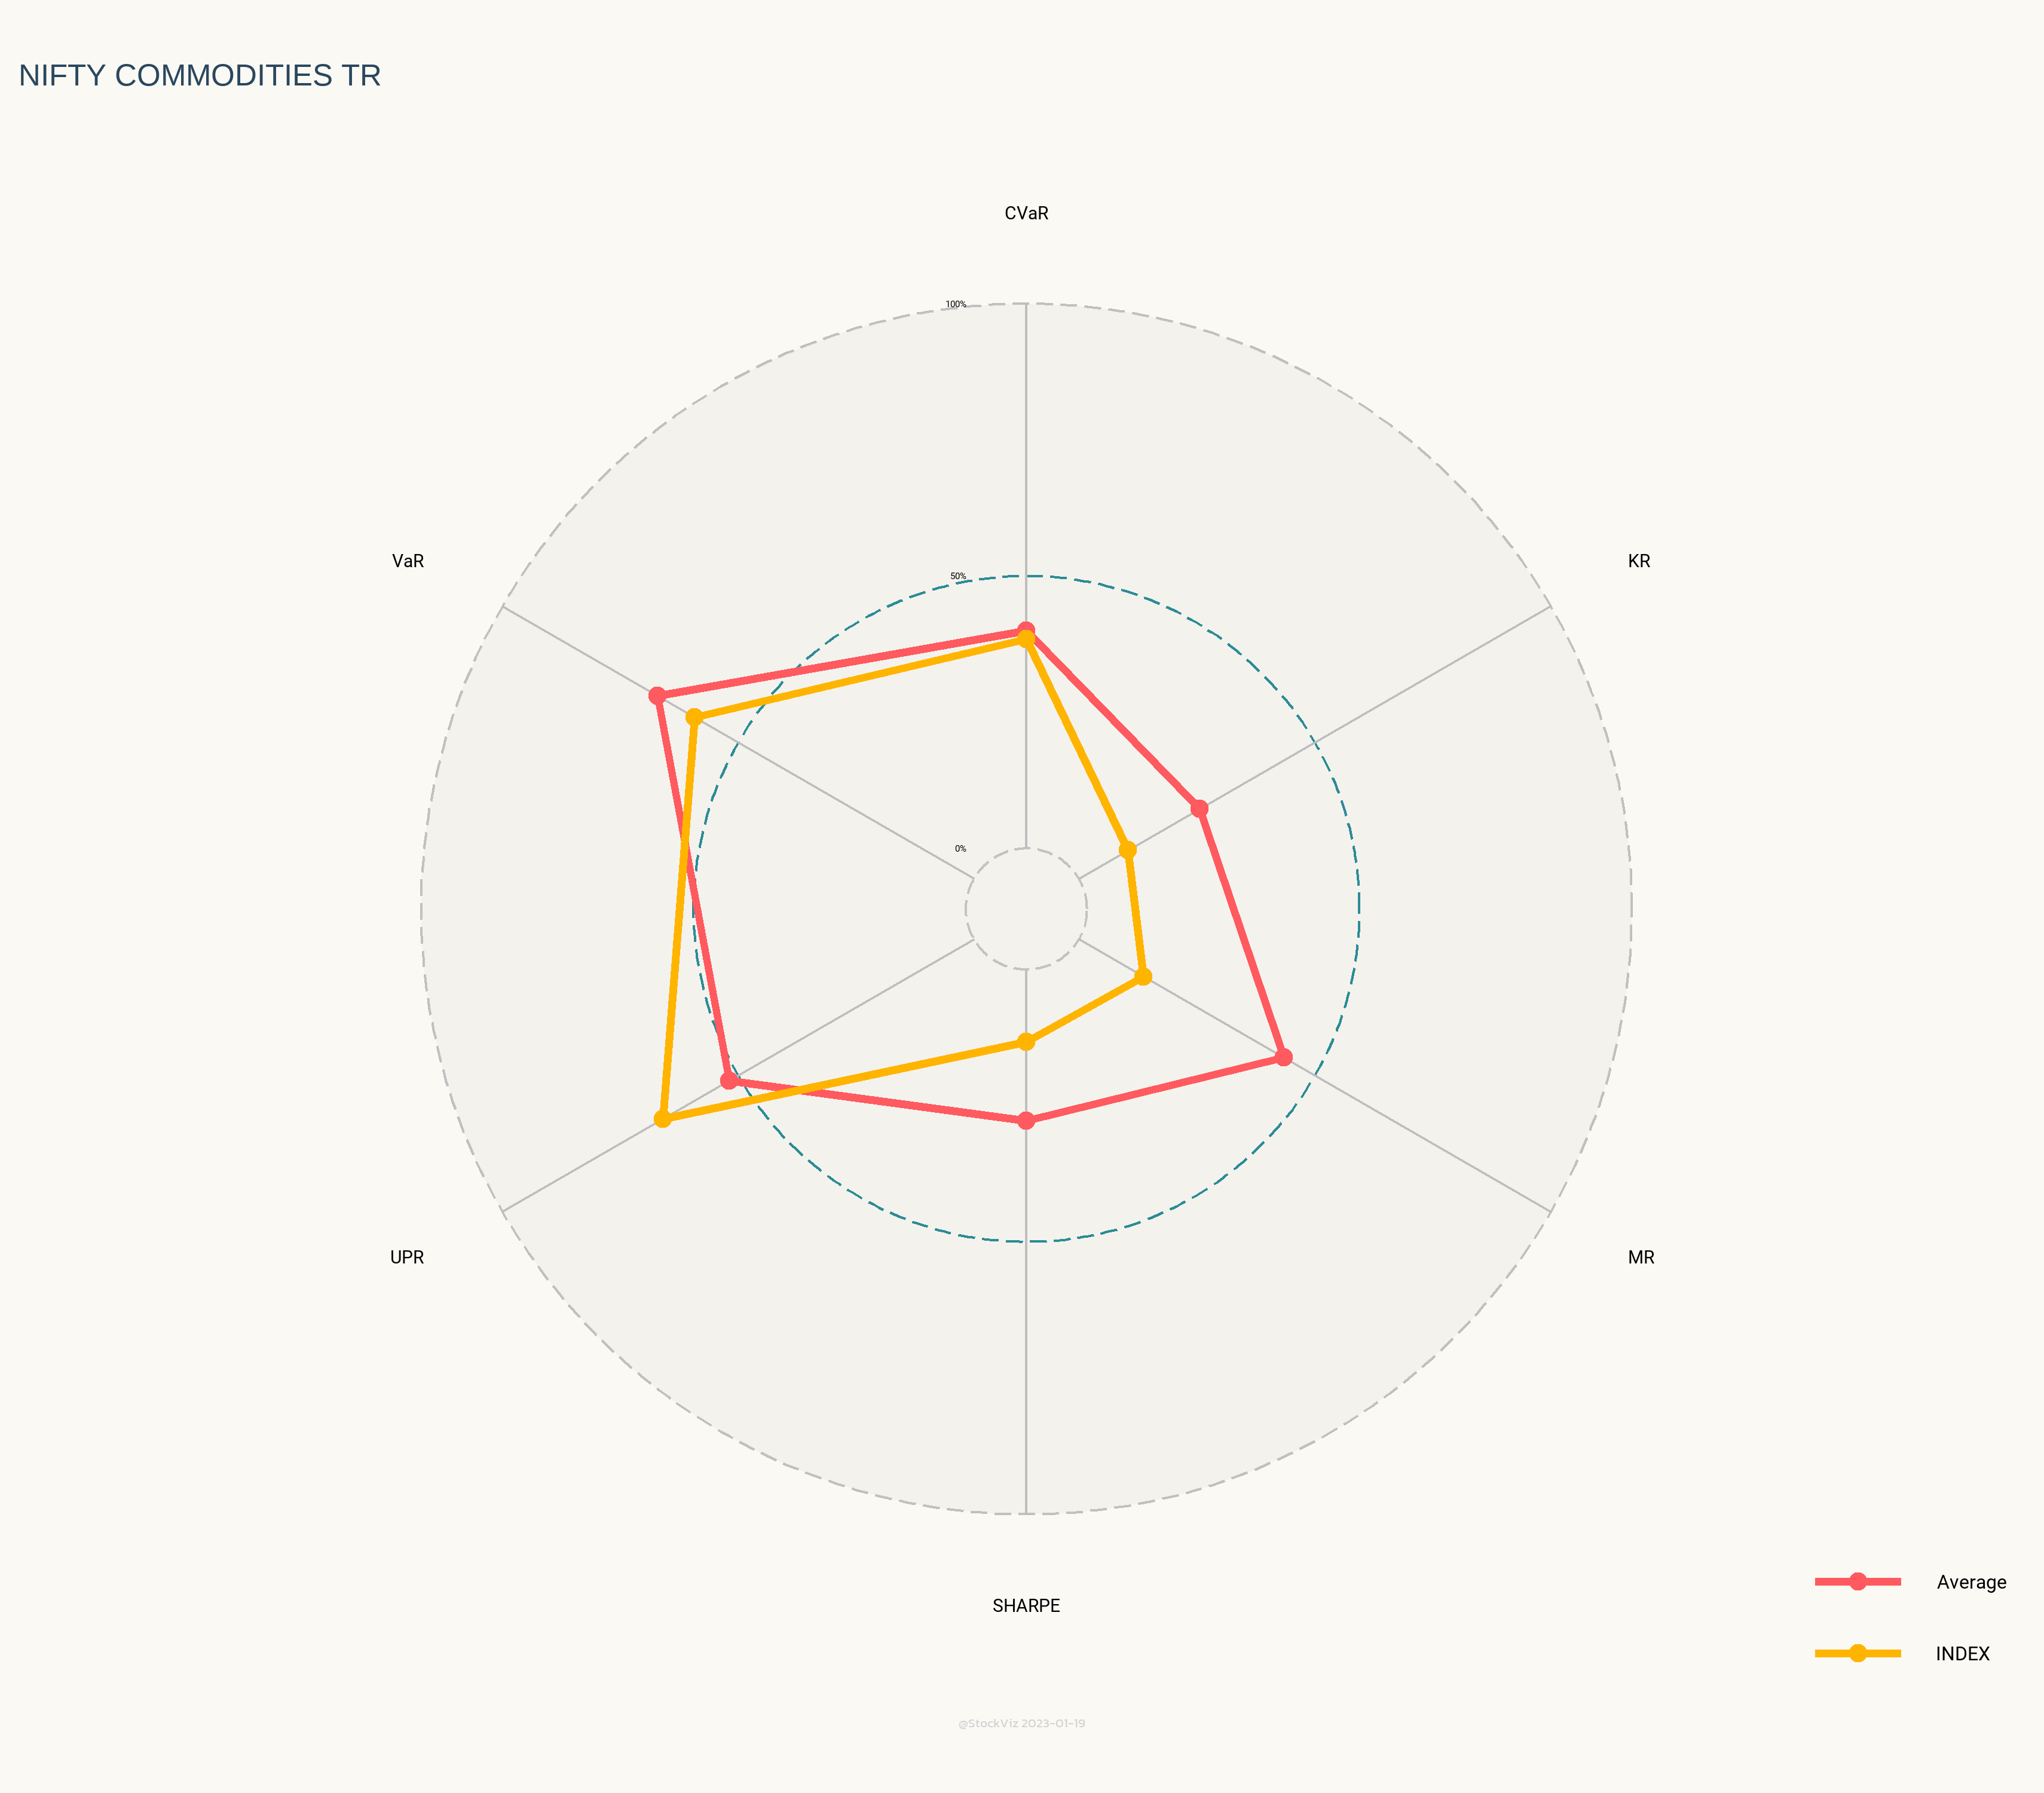 NIFTY COMMODITIES TR
CVaR
100%
VaR
KR
50%
0%
UPR
MR
SHARPE
Average
INDEX
@StockViz 2023-01-19